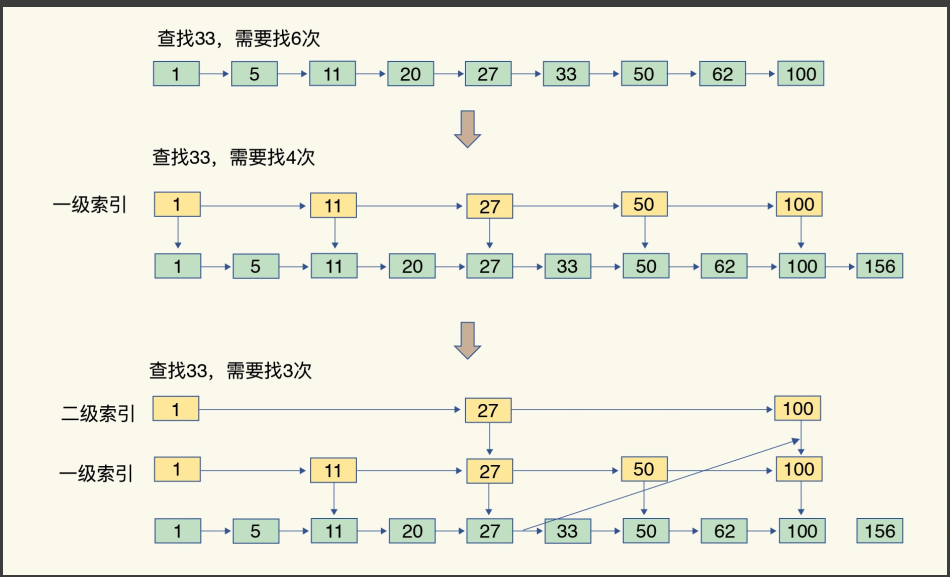 查找33，需要找6次
1 5 11 20 27 33 50 62 100
查找33，需要找4次
一级索引 1 11 27 50 100
1 5 11 20 27 33 50 62 100 156
查找33，需要找3次
二级索引 1 27 100
一级索引 1 11 27 50 100
1 5 11 20 27 33 50 62 100 156